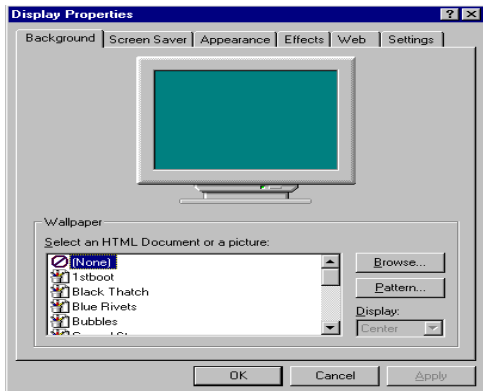 Display Properties
Background Screen Saver Appearance Effects Web Settings
Wallpaper
Select an HTML Document or a picture:
(None)
1stboot
Black Thatch
Blue Rivets
Bubbles
Browse...
Pattern...
Display:
Center
OK Cancel Apply